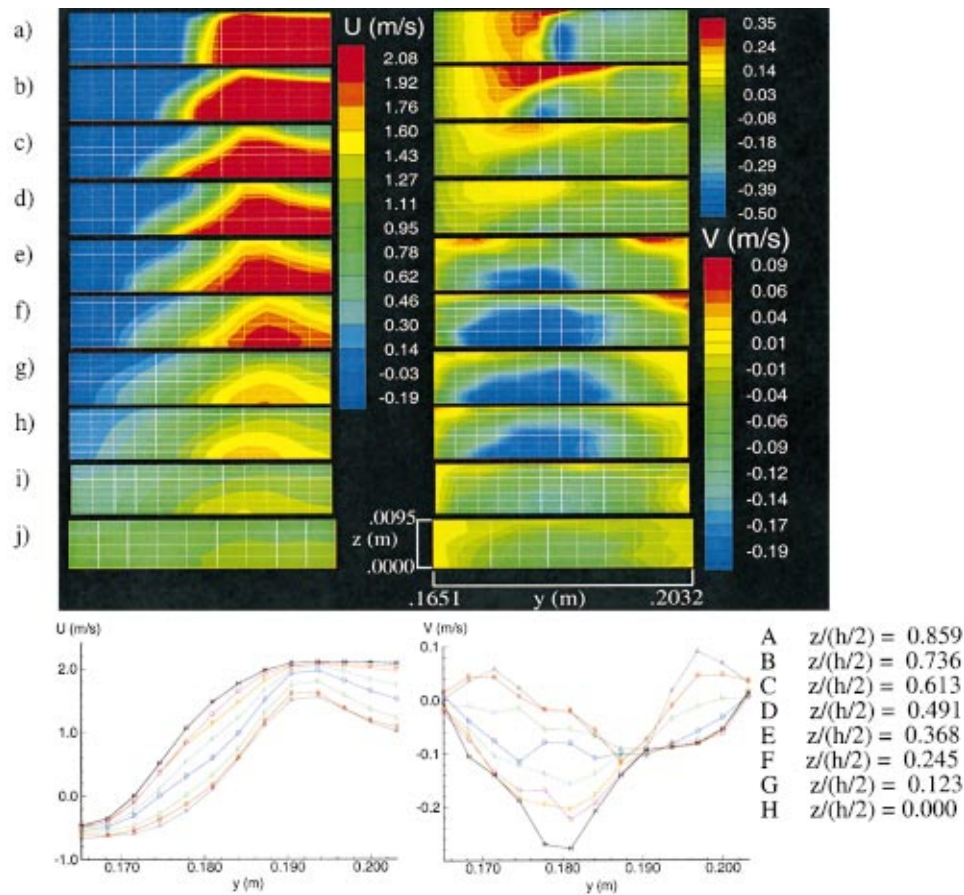 a)
b)
c)
d)
e)
f)
g)
h)
i)
j)
U (m/s)
2.08
1.92
1.76
1.60
1.43
1.27
1.11
0.95
0.78
0.62
0.46
0.30
0.14
-0.03
-0.19
0.35
0.24
0.14
0.03
-0.08
-0.18
-0.29
-0.39
-0.50
V (m/s)
0.09
0.06
0.04
0.01
-0.01
-0.04
-0.06
-0.09
-0.12
-0.14
-0.17
-0.19
.0095
z (m)
.0000
.1651 y (m) .2032
U (m/s)
2.0
1.0
0.0
-1.0
0.170 0.180 0.190 0.200
y (m)
V (m/s)
0.1
0.0
-0.1
-0.2
0.170 0.180 0.190 0.200
y (m)
A z/(h/2) = 0.859
B z/(h/2) = 0.736
C z/(h/2) = 0.613
D z/(h/2) = 0.491
E z/(h/2) = 0.368
F z/(h/2) = 0.245
G z/(h/2) = 0.123
H z/(h/2) = 0.000